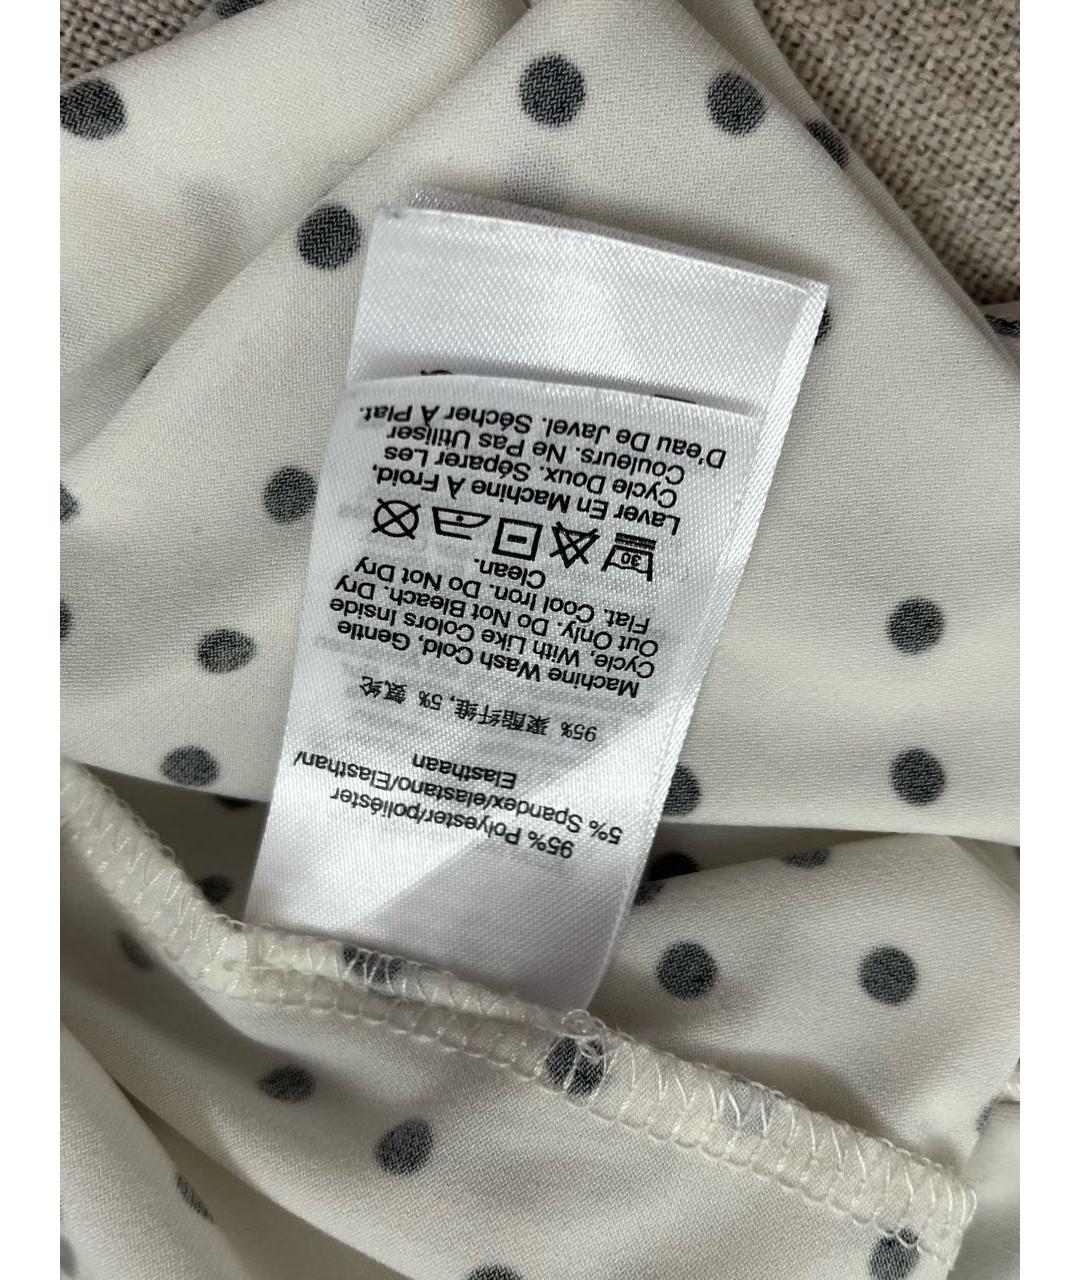 95% Polyester/poliéster
5% Spandex/elastano/Elasthan/
Elasthaan
95% 聚酯纤维, 5% 氨纶
Machine Wash Cold, Gentle
Cycle, With Like Colors Inside
Out Only. Do Not Bleach. Dry
Flat. Cool Iron. Do Not Dry
Clean.
30
Laver En Machine À Froid,
Cycle Doux. Séparer Les
Couleurs. Ne Pas Utiliser
D'eau De Javel. Sécher À Plat.